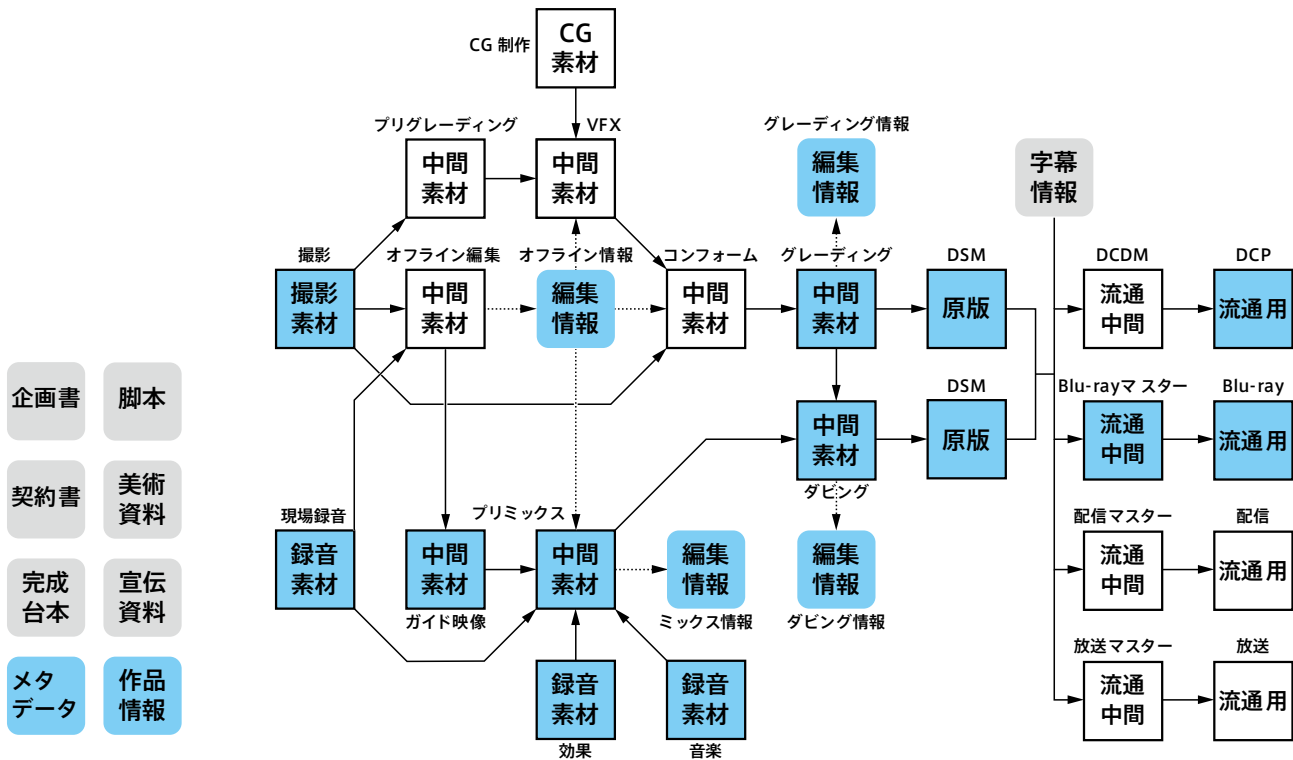 CG 制作
CG
素材
プリグレーディング
中間
素材
VFX
中間
素材
グレーディング情報
編集
情報
字幕
情報
撮影
撮影
素材
オフライン編集
中間
素材
オフライン情報
編集
情報
コンフォーム
中間
素材
グレーディング
中間
素材
DSM
原版
DCDM
流通
中間
DCP
流通用
企画書
脚本
DSM
原版
中間
素材
ダビング
Blu-rayマスター
流通
中間
Blu-ray
流通用
契約書
美術
資料
現場録音
録音
素材
中間
素材
ガイド映像
プリミックス
中間
素材
編集
情報
ミックス情報
編集
情報
ダビング情報
配信マスター
流通
中間
配信
流通用
完成
台本
宣伝
資料
メタ
データ
作品
情報
録音
素材
効果
録音
素材
音楽
放送マスター
流通
中間
放送
流通用